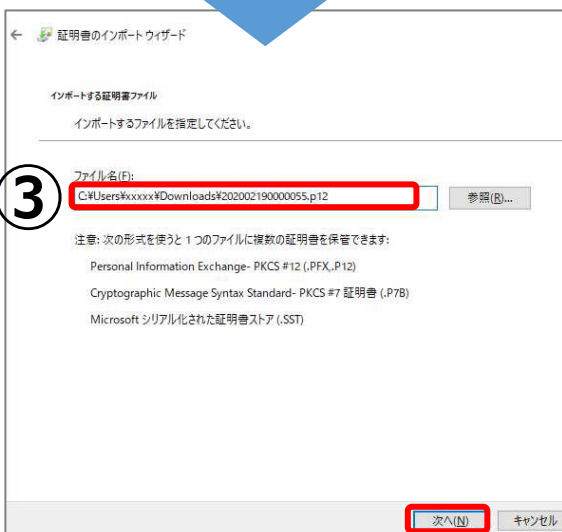 ← 証明書のインポート ウィザード
インポートする証明書ファイル
インポートするファイルを指定してください。
③
ファイル名(F):
C:¥Users¥xxxxx¥Downloads¥202002190000055.p12
参照(R)...
注意: 次の形式を使うと 1 つのファイルに複数の証明書を保管できます:
Personal Information Exchange- PKCS #12 (.PFX,.P12)
Cryptographic Message Syntax Standard- PKCS #7 証明書 (.P7B)
Microsoft シリアル化された証明書ストア (.SST)
次へ(N)
キャンセル